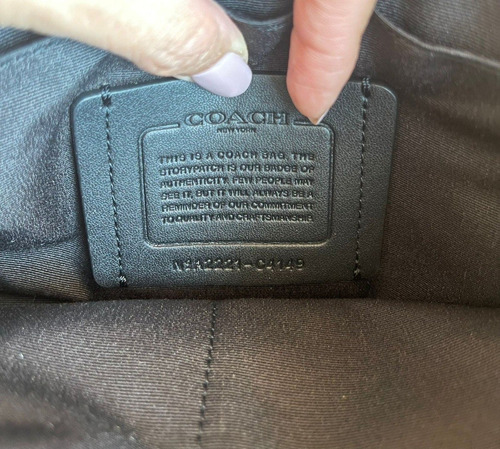 COACH
NEW YORK
THIS IS A COACH BAG. THE
STORYPATCH IS OUR BADGE OF
AUTHENTICITY. FEW PEOPLE MAY
SEE IT, BUT IT WILL ALWAYS BE A
REMINDER OF OUR COMMITMENT
TO QUALITY AND CRAFTSMANSHIP.